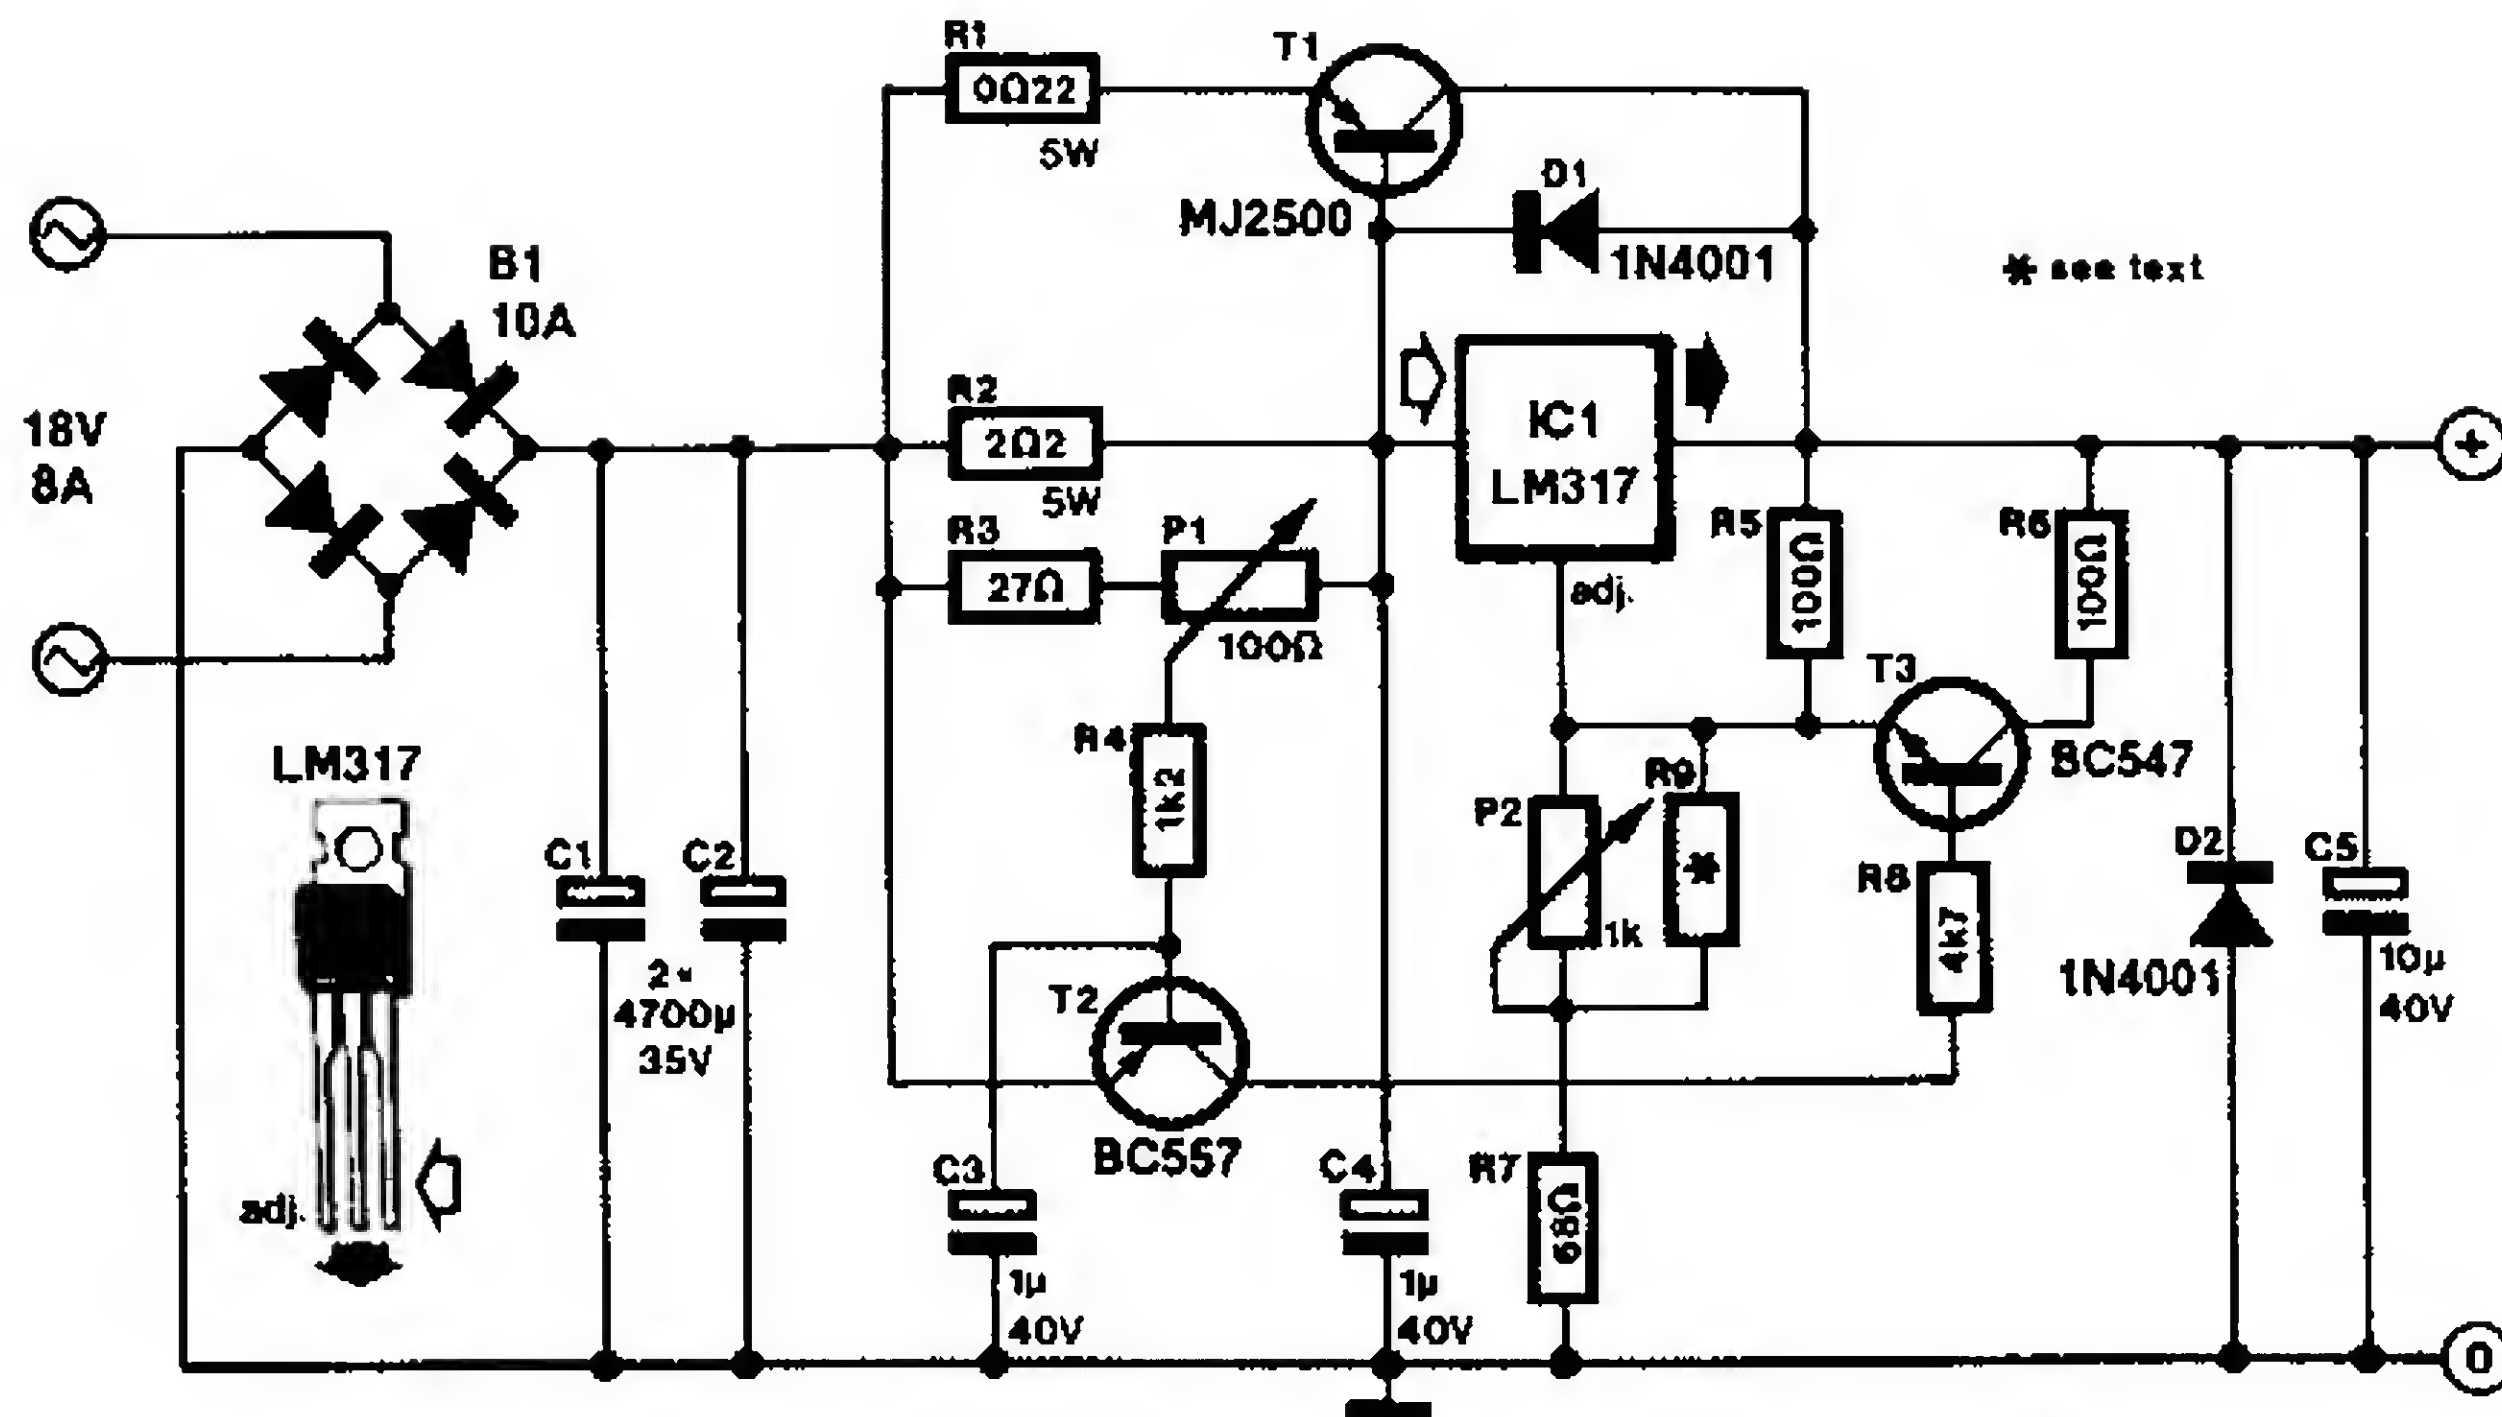 R1
0Ω22
5W
T1
MJ2500
D1
1N4001
* see text
B1
10A
18V
8A
R2
2Ω2
5W
IC1
LM317
adj.
R3
27Ω
P1
100Ω
R5
100Ω
R6
100Ω
T3
BC547
LM317
adj.
R4
1k2
P2
1k
R9
*
R8
4k7
D2
1N4001
C5
10µ
40V
C1
C2
2×
4700µ
35V
T2
BC557
C3
1µ
40V
C4
1µ
40V
R7
68Ω
+
0